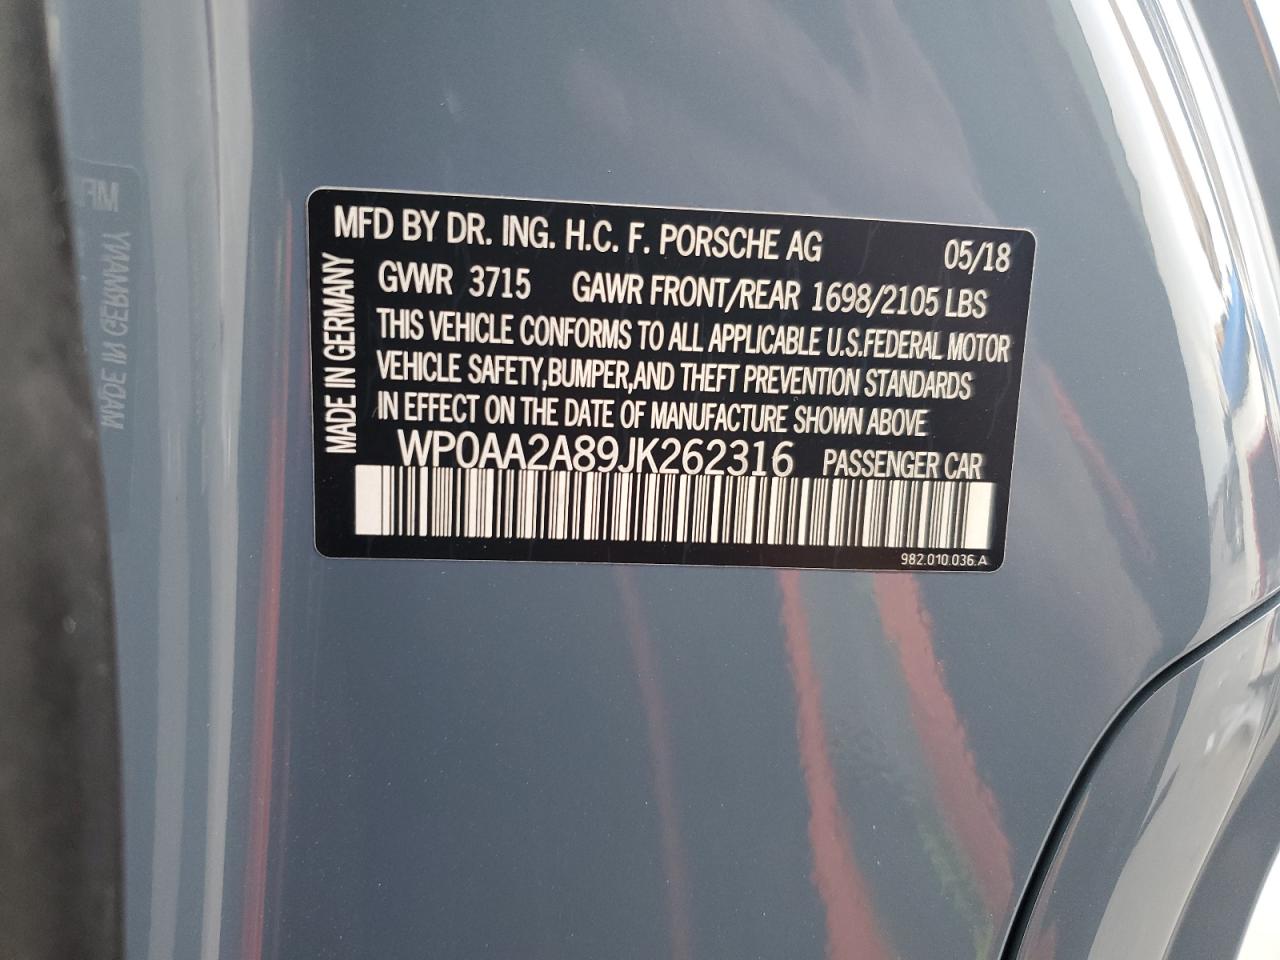 MFD BY DR. ING. H.C. F. PORSCHE AG 05/18
GVWR 3715 GAWR FRONT/REAR 1698/2105 LBS
THIS VEHICLE CONFORMS TO ALL APPLICABLE U.S.FEDERAL MOTOR
VEHICLE SAFETY,BUMPER,AND THEFT PREVENTION STANDARDS
IN EFFECT ON THE DATE OF MANUFACTURE SHOWN ABOVE
WP0AA2A89JK262316 PASSENGER CAR
982.010.036.A
MADE IN GERMANY